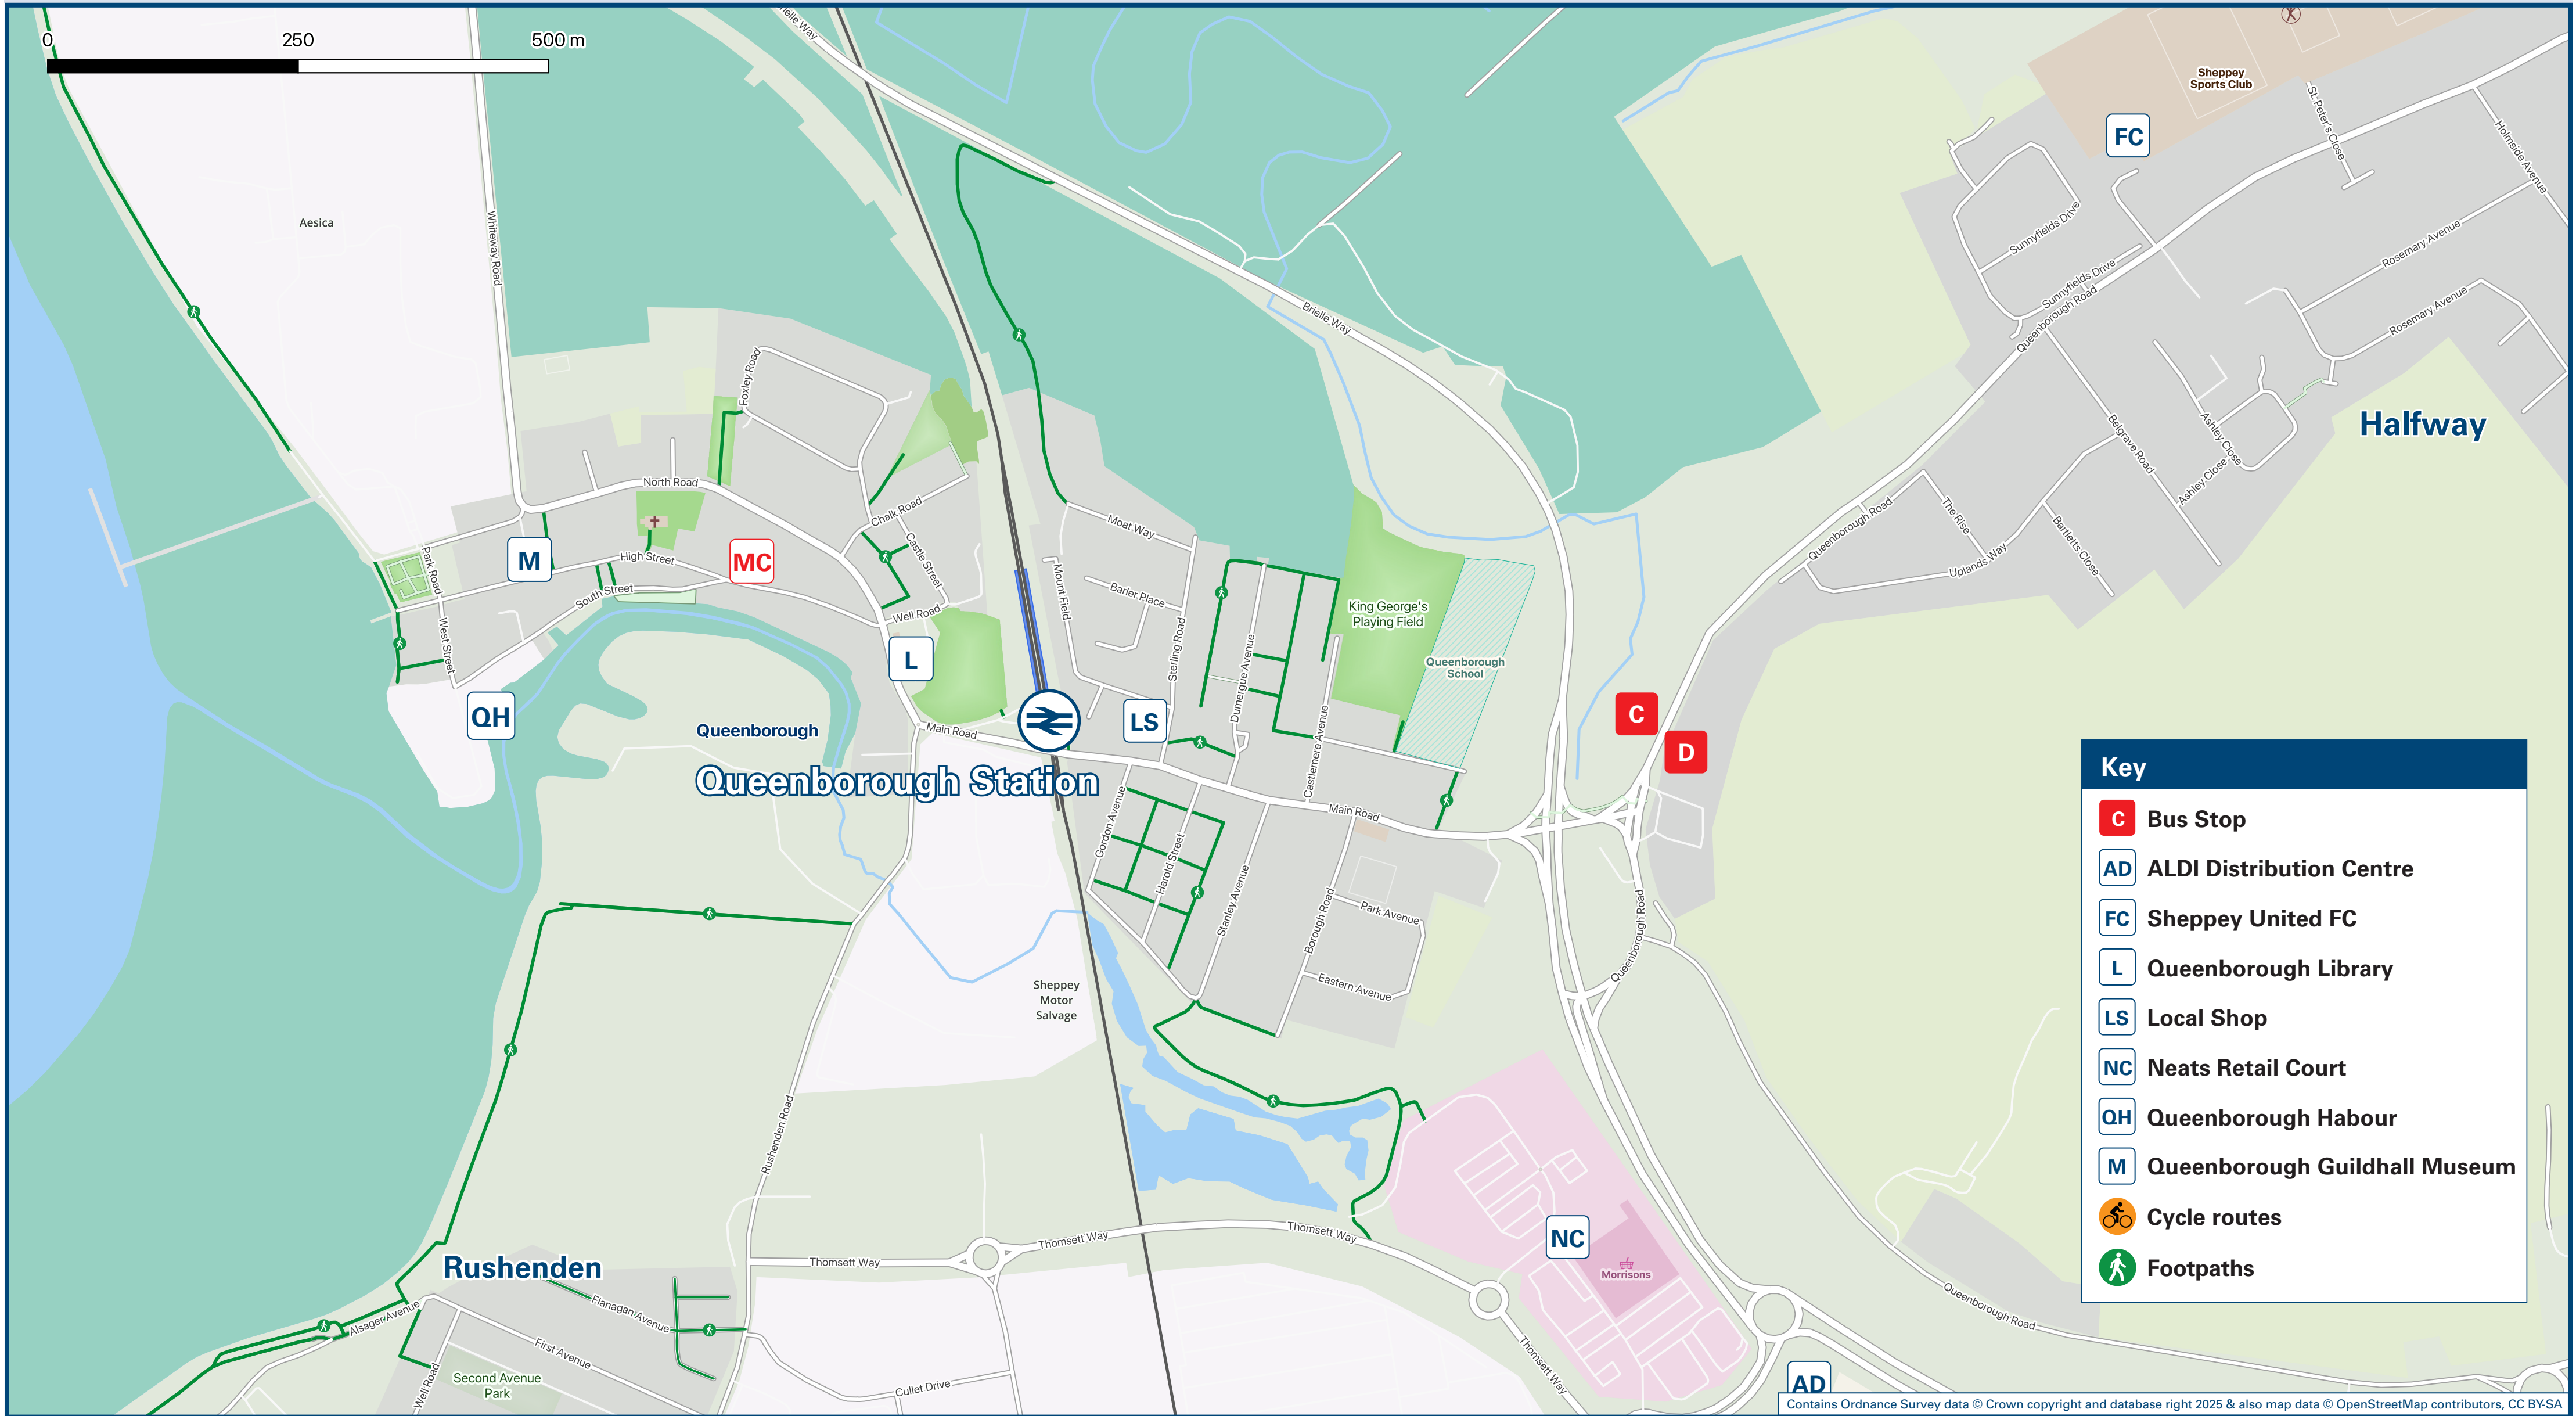 0
250
500 m
ielle Way
Sheppey
Sports Club
St. Peter's Close
FC
Holmside Avenue
Aesica
Whiteway Road
Sunnyfields Drive
Sunnyfields Drive
Queenborough Road
Rosemary Avenue
Rosemary Avenue
Brielle Way
Foxley Road
Halfway
Belgrave Road
Ashley Close
Ashley Close
North Road
Chalk Road
Moat Way
Queenborough Road
The Rise
Bartletts Close
Uplands Way
M
High Street
MC
Castle Street
Park Road
South Street
Well Road
Mount Field
Barler Place
King George's
Playing Field
West Street
L
Sterling Road
Dumergue Avenue
Queenborough
School
QH
Queenborough
Main Road
LS
Castlemere Avenue
C
D
Queenborough Station
Main Road
Gordon Avenue
Harold Street
Stanley Avenue
Borough Road
Park Avenue
Eastern Avenue
Queenborough Road
Sheppey
Motor
Salvage
Rushenden Road
Key
C
Bus Stop
AD
ALDI Distribution Centre
FC
Sheppey United FC
L
Queenborough Library
LS
Local Shop
NC
Neats Retail Court
QH
Queenborough Habour
M
Queenborough Guildhall Museum
Cycle routes
Footpaths
Thomsett Way
Thomsett Way
Thomsett Way
NC
Morrisons
Rushenden
Alsager Avenue
Flanagan Avenue
First Avenue
Second Avenue
Park
Well Road
Cullet Drive
Thomsett Way
Queenborough Road
AD
Contains Ordnance Survey data © Crown copyright and database right 2025 & also map data © OpenStreetMap contributors, CC BY-SA